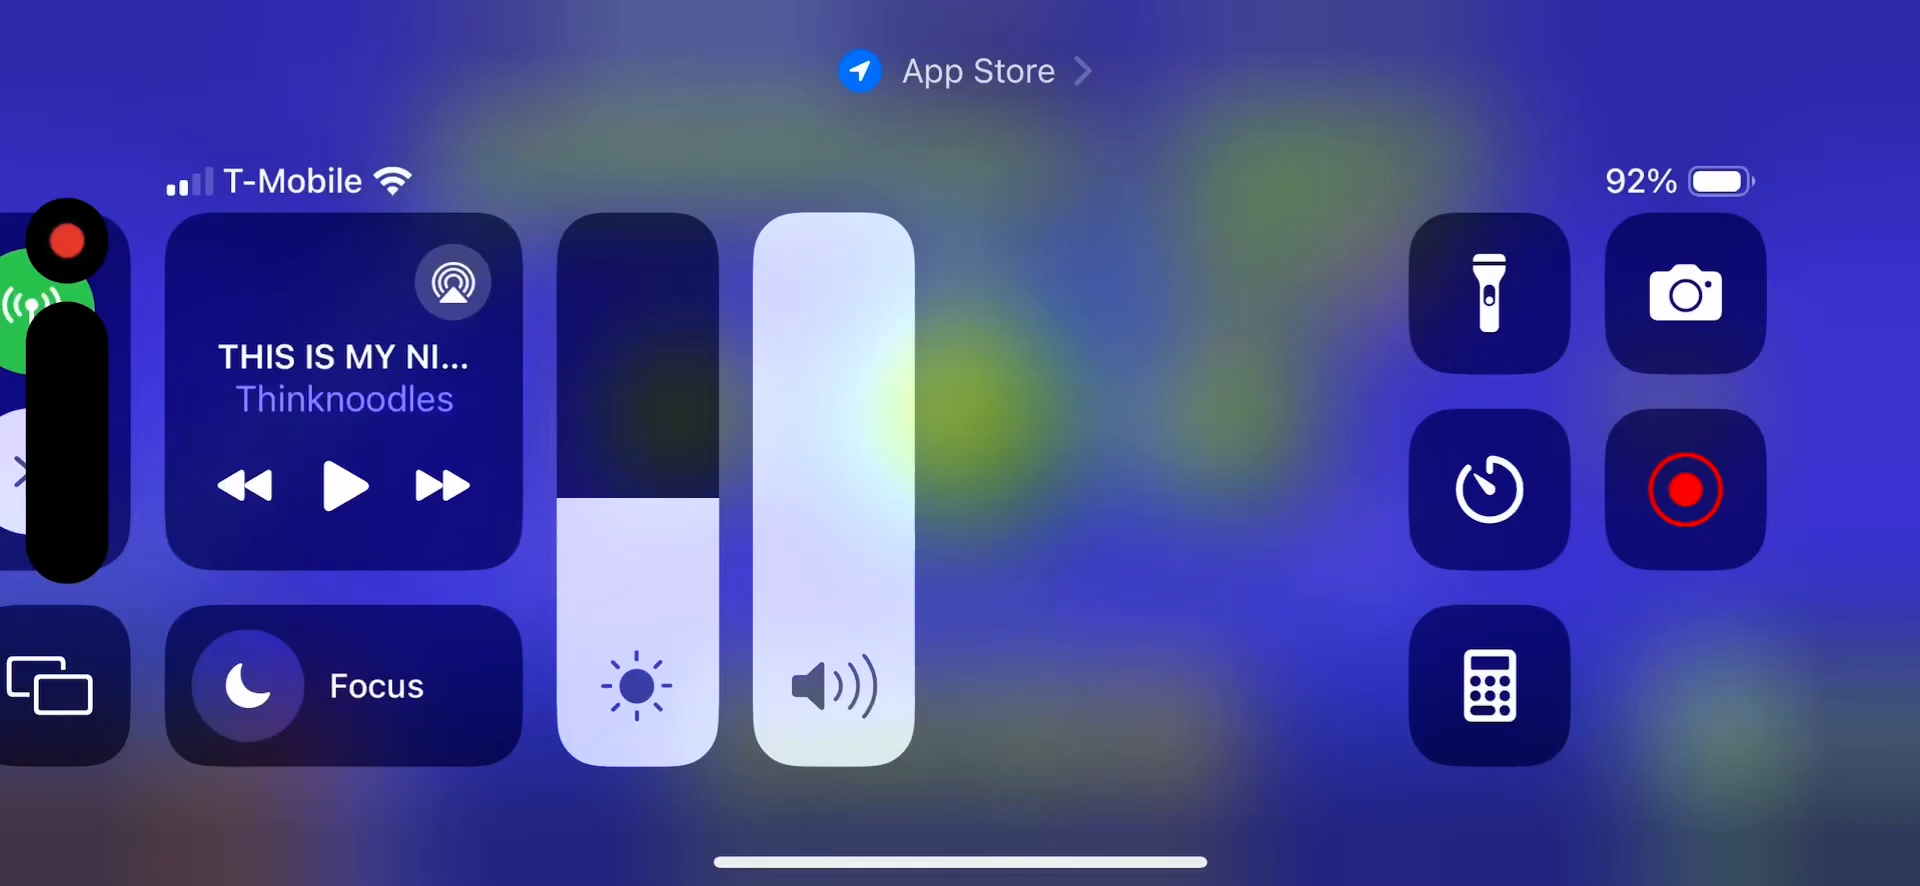 App Store
T-Mobile
92%
THIS IS MY NI...
Thinknoodles
Focus